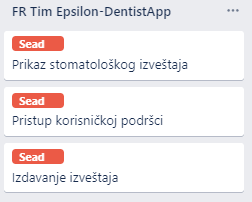 FR Tim Epsilon-DentistApp
Sead
Prikaz stomatološkog izveštaja
Sead
Pristup korisničkoj podršci
Sead
Izdavanje izveštaja